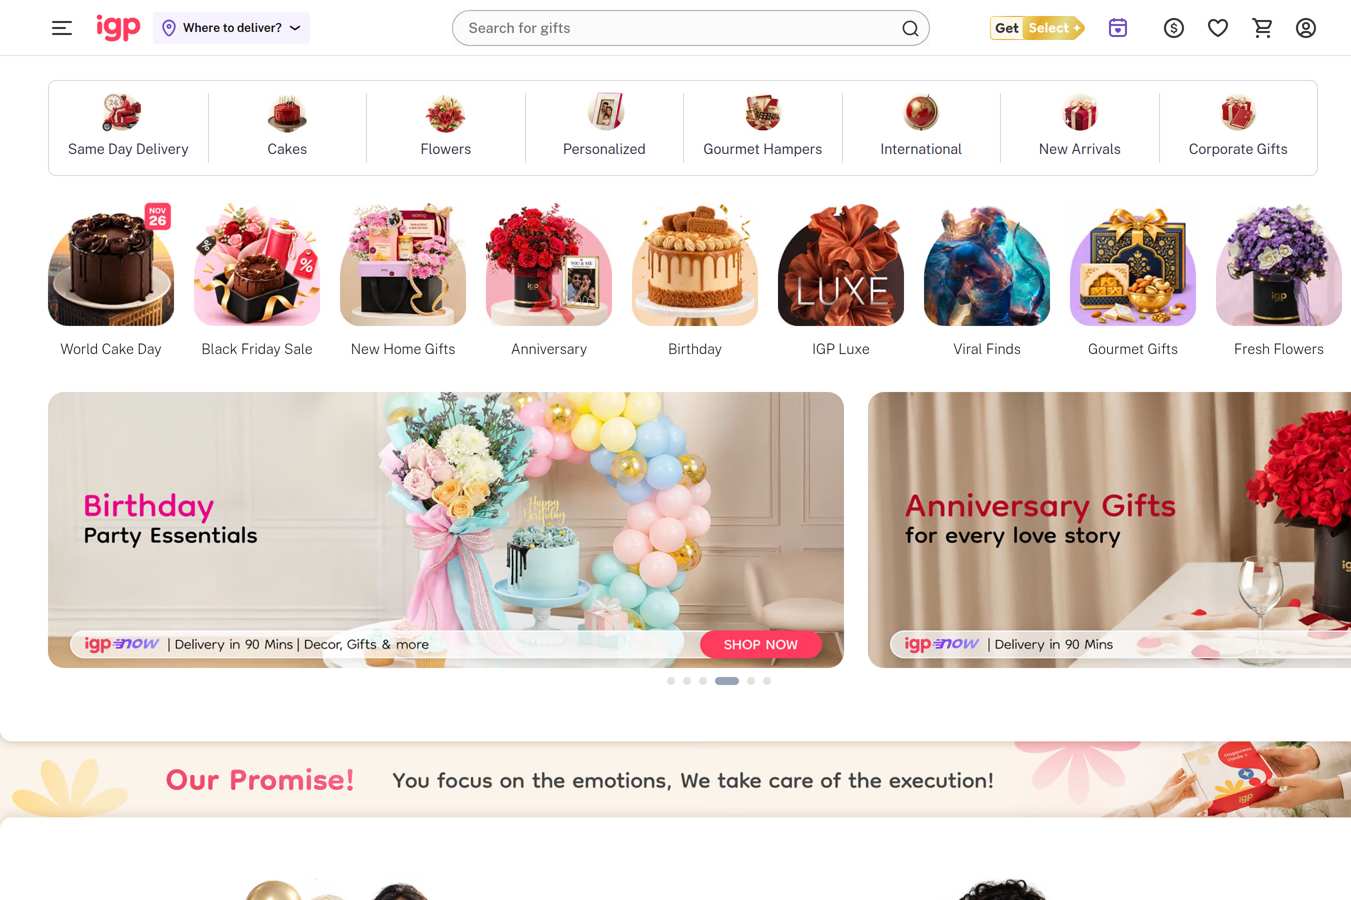 igp
Where to deliver?
Search for gifts
Get Select +
Same Day Delivery
Cakes
Flowers
Personalized
Gourmet Hampers
International
New Arrivals
Corporate Gifts
NOV
26
%
LUXE
igp
World Cake Day
Black Friday Sale
New Home Gifts
Anniversary
Birthday
IGP Luxe
Viral Finds
Gourmet Gifts
Fresh Flowers
Birthday
Party Essentials
Happy
Birthday
igp now | Delivery in 90 Mins | Decor, Gifts & more
SHOP NOW
Anniversary Gifts
for every love story
igp now | Delivery in 90 Mins
Our Promise!
You focus on the emotions, We take care of the execution!
igp